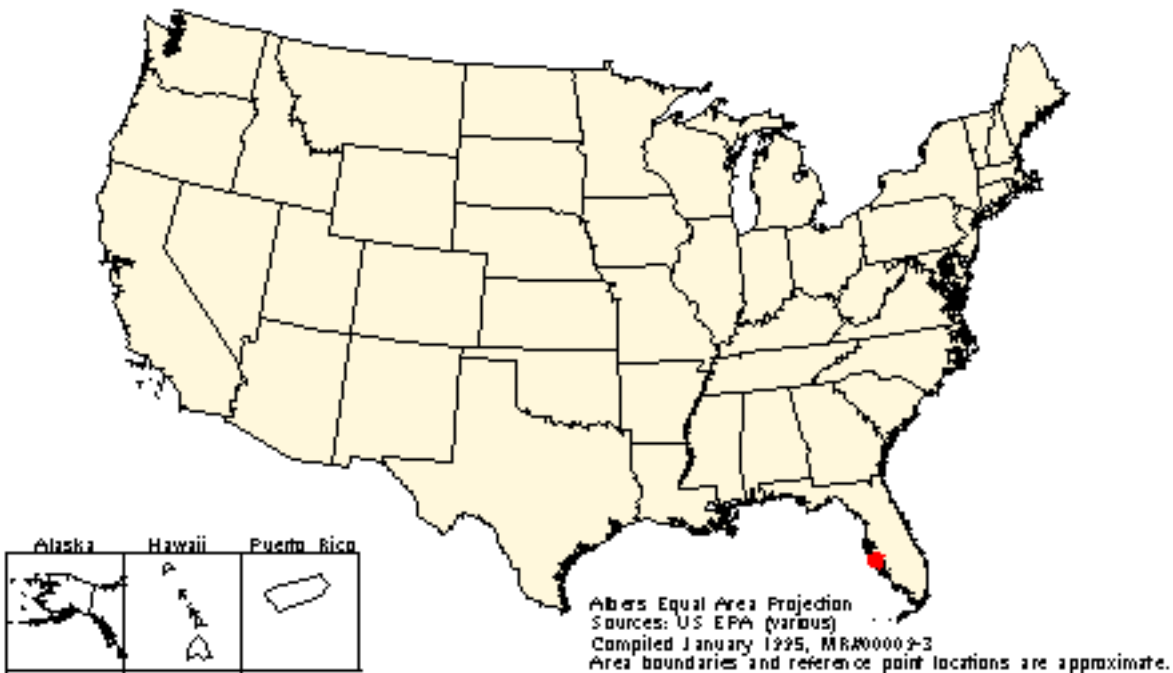 Alaska Hawaii Puerto Rico
Albers Equal Area Projection
Sources: US EPA (various)
Compiled January 1995, MR#00009-3
Area boundaries and reference point locations are approximate.